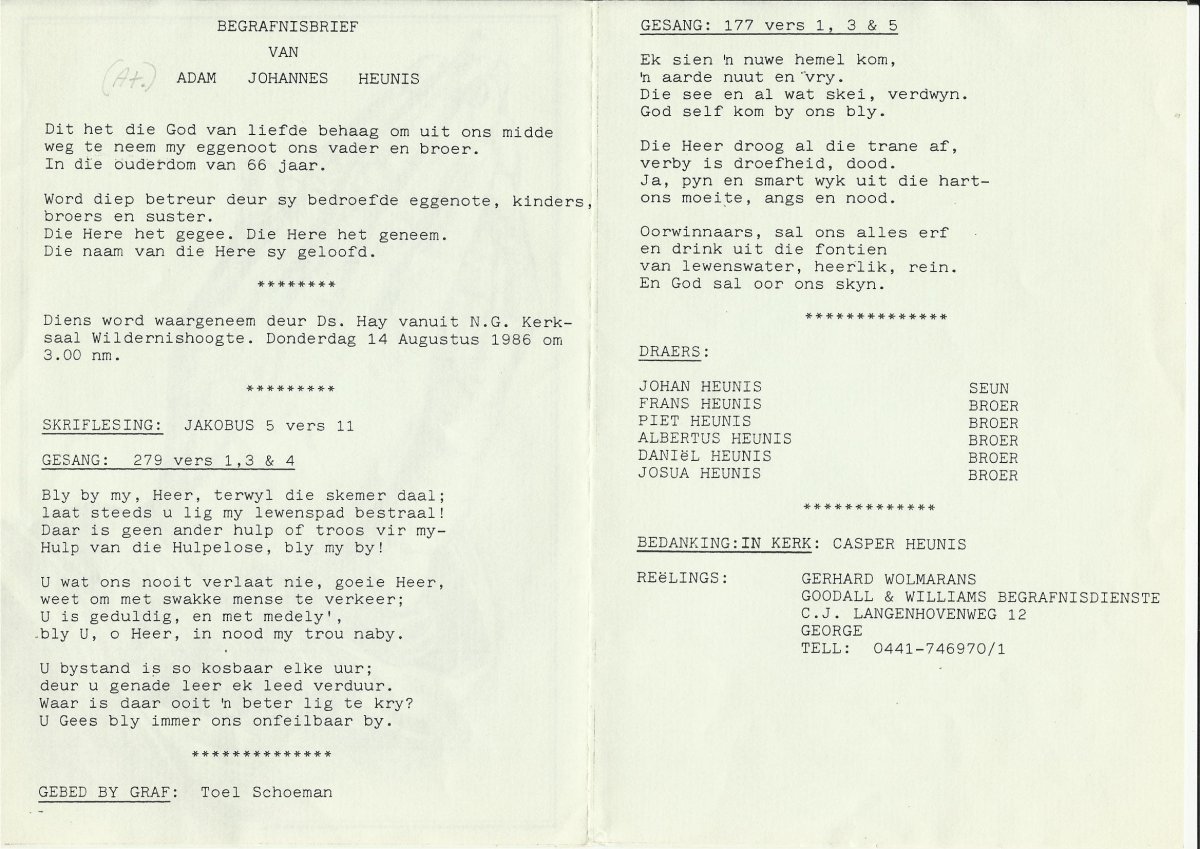 BEGRAFNISBRIEF
VAN
(At.) ADAM JOHANNES HEUNIS
Dit het die God van liefde behaag om uit ons midde
weg te neem my eggenoot ons vader en broer.
In die ouderdom van 66 jaar.
Word diep betreur deur sy bedroefde eggenote, kinders,
broers en suster.
Die Here het gegee. Die Here het geneem.
Die naam van die Here sy geloofd.
********
Diens word waargeneem deur Ds. Hay vanuit N.G. Kerk-
saal Wildernishoogte. Donderdag 14 Augustus 1986 om
3.00 nm.
*********
SKRIFLESING: JAKOBUS 5 vers 11
GESANG: 279 vers 1,3 & 4
Bly by my, Heer, terwyl die skemer daal;
laat steeds u lig my lewenspad bestraal!
Daar is geen ander hulp of troos vir my-
Hulp van die Hulpelose, bly my by!
U wat ons nooit verlaat nie, goeie Heer,
weet om met swakke mense te verkeer;
U is geduldig, en met medely',
bly U, o Heer, in nood my trou naby.
U bystand is so kosbaar elke uur;
deur u genade leer ek leed verduur.
Waar is daar ooit 'n beter lig te kry?
U Gees bly immer ons onfeilbaar by.
**************
GEBED BY GRAF: Toel Schoeman
GESANG: 177 vers 1, 3 & 5
Ek sien 'n nuwe hemel kom,
'n aarde nuut en vry.
Die see en al wat skei, verdwyn.
God self kom by ons bly.
Die Heer droog al die trane af,
verby is droefheid, dood.
Ja, pyn en smart wyk uit die hart-
ons moeite, angs en nood.
Oorwinnaars, sal ons alles erf
en drink uit die fontien
van lewenswater, heerlik, rein.
En God sal oor ons skyn.
**************
DRAERS:
JOHAN HEUNIS SEUN
FRANS HEUNIS BROER
PIET HEUNIS BROER
ALBERTUS HEUNIS BROER
DANIëL HEUNIS BROER
JOSUA HEUNIS BROER
*************
BEDANKING:IN KERK: CASPER HEUNIS
REëLINGS: GERHARD WOLMARANS
GOODALL & WILLIAMS BEGRAFNISDIENSTE
C.J. LANGENHOVENWEG 12
GEORGE
TELL: 0441-746970/1